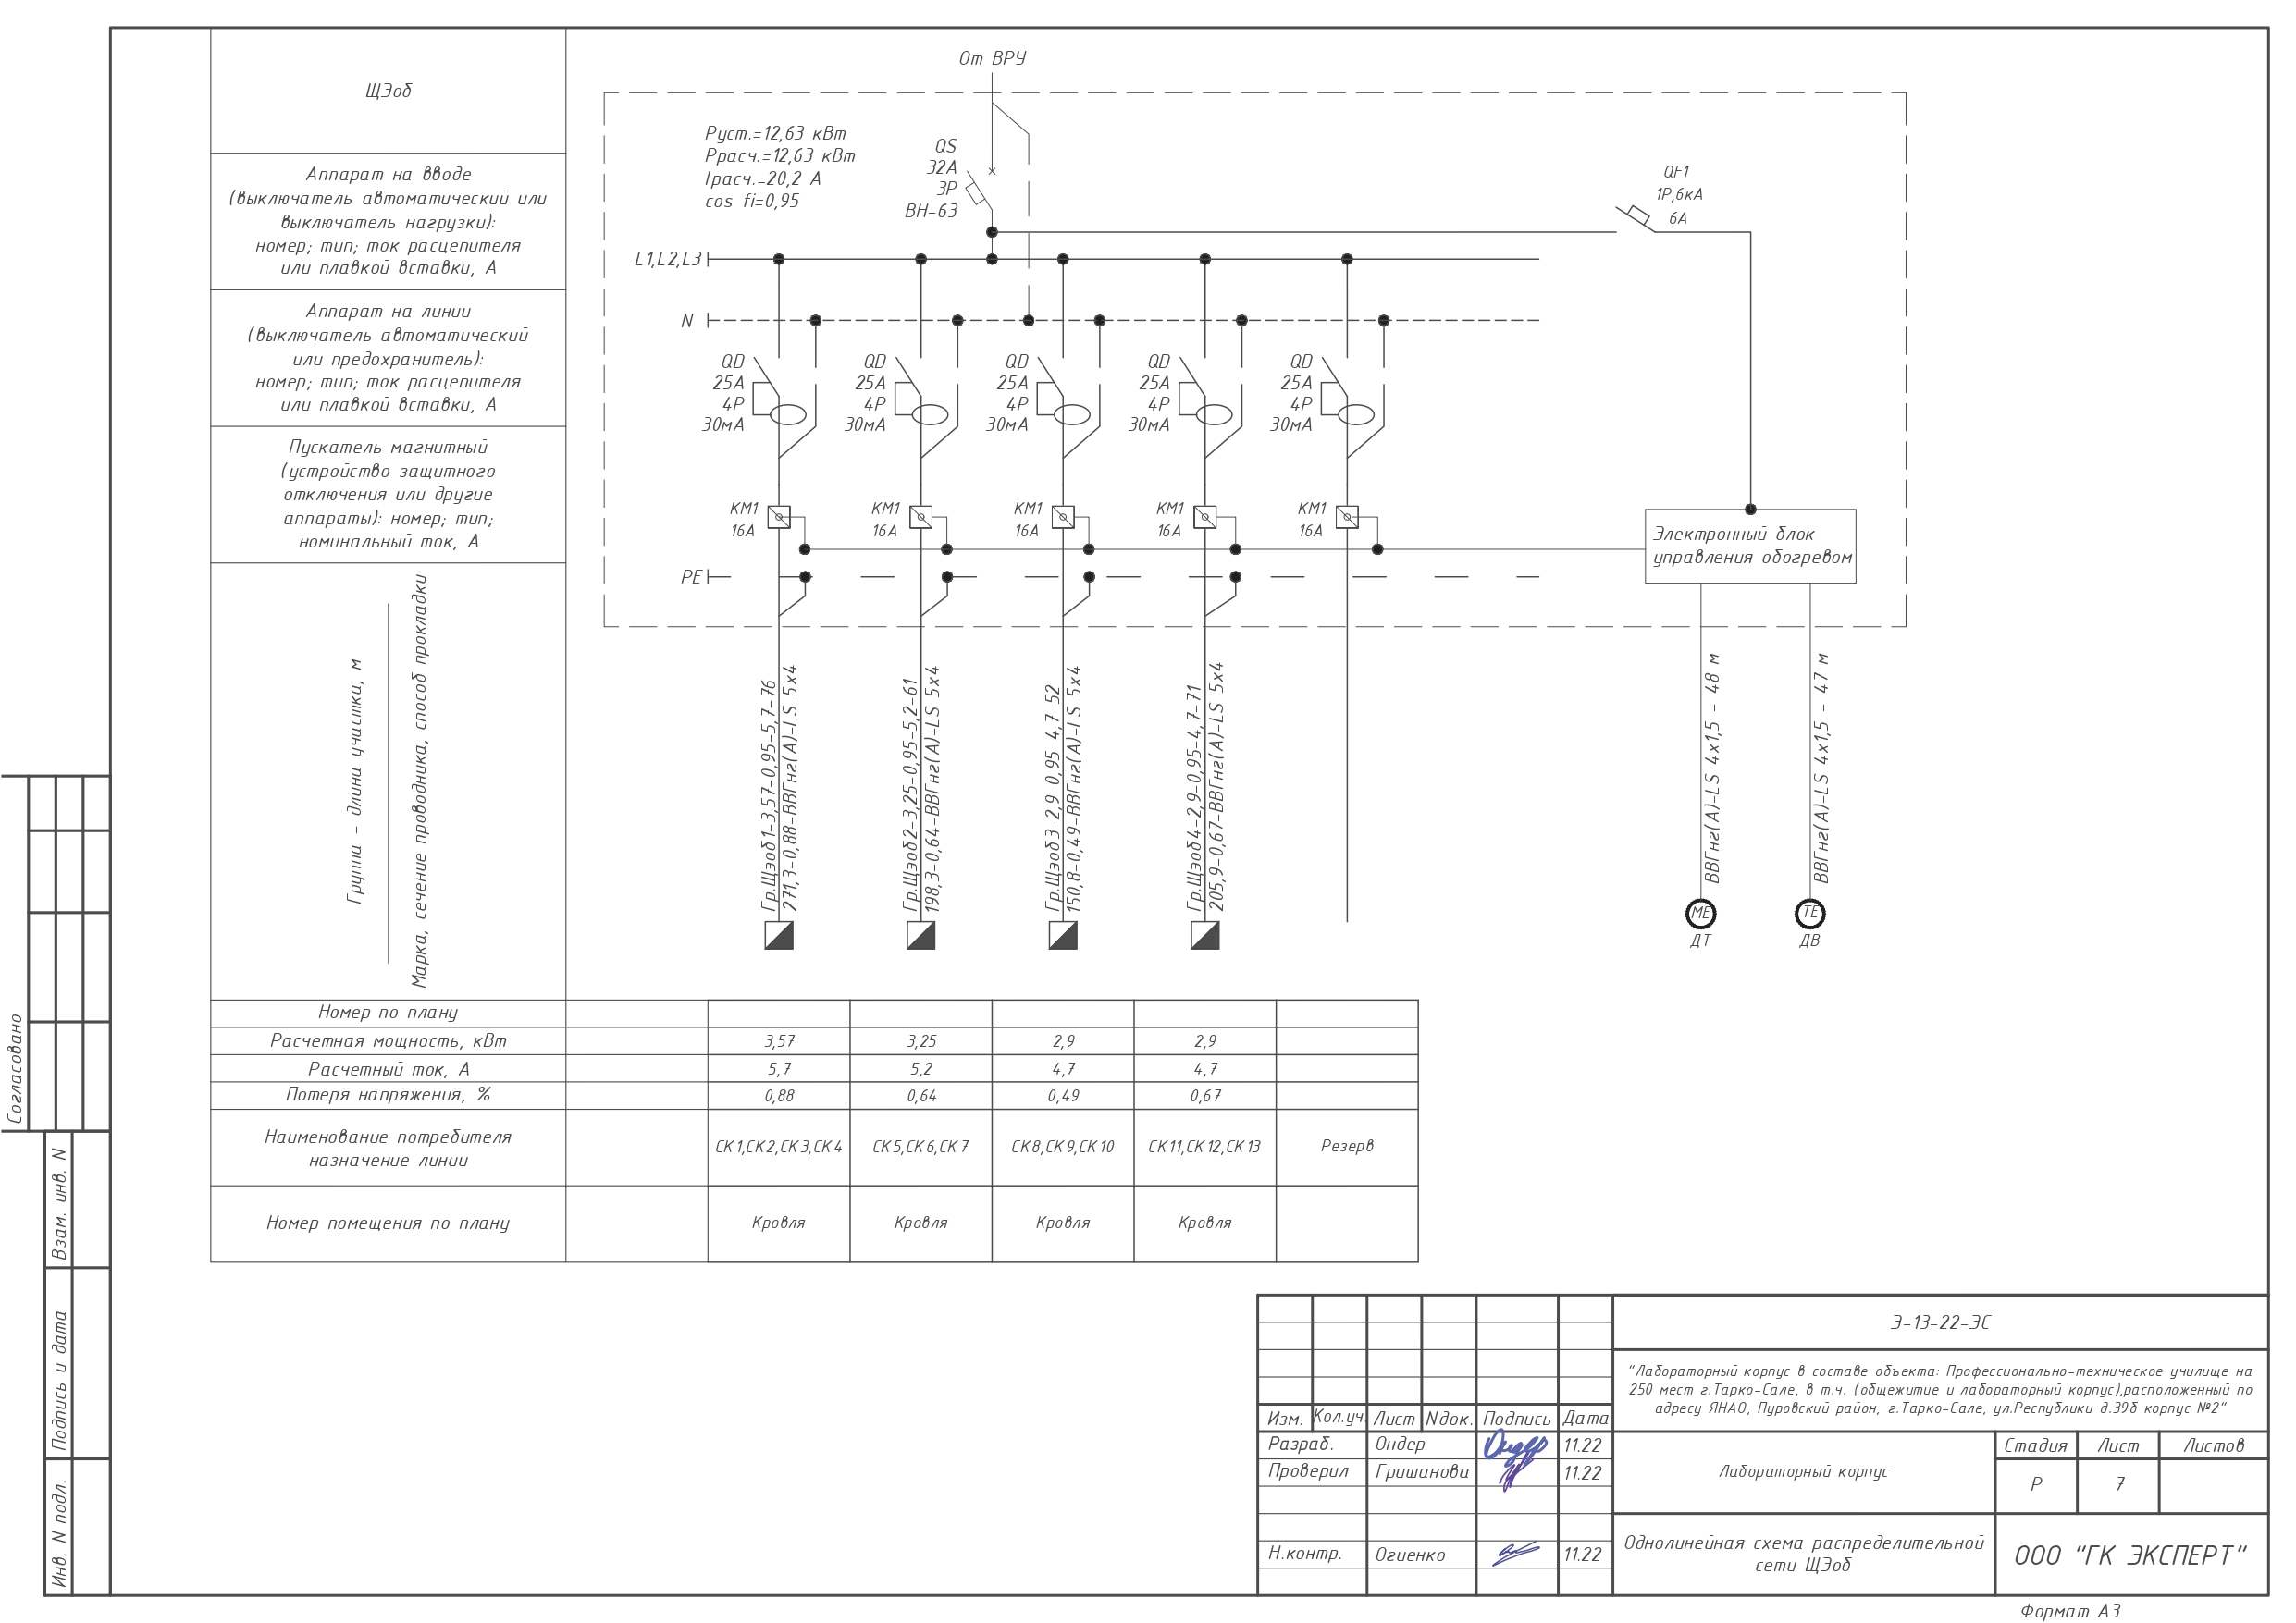 ЩЭоб
Аппарат на вводе
(выключатель автоматический или
выключатель нагрузки):
номер; тип; ток расцепителя
или плавкой вставки, А
Аппарат на линии
(выключатель автоматический
или предохранитель):
номер; тип; ток расцепителя
или плавкой вставки, А
Пускатель магнитный
(устройство защитного
отключения или другие
аппараты): номер; тип;
номинальный ток, А
Группа - длина участка, м
Марка, сечение проводника, способ прокладки
От ВРУ
Руст.=12,63 кВт
Ррасч.=12,63 кВт
Iрасч.=20,2 А
cos fi=0,95
QS
32А
3Р
ВН-63
QF1
1Р,6кА
6А
L1,L2,L3
N
QD
25А
4Р
30мА
QD
25А
4Р
30мА
QD
25А
4Р
30мА
QD
25А
4Р
30мА
QD
25А
4Р
30мА
КМ1
16А
КМ1
16А
КМ1
16А
КМ1
16А
КМ1
16А
Электронный блок
управления обогревом
PE
Гр.Щэоб1-3,57-0,95-5,7-76
271,3-0,88-ВВГнг(А)-LS 5х4
Гр.Щэоб2-3,25-0,95-5,2-61
198,3-0,64-ВВГнг(А)-LS 5х4
Гр.Щэоб3-2,9-0,95-4,7-52
150,8-0,49-ВВГнг(А)-LS 5х4
Гр.Щэоб4-2,9-0,95-4,7-71
205,9-0,67-ВВГнг(А)-LS 5х4
ВВГнг(А)-LS 4х1,5 - 48 м
ВВГнг(А)-LS 4х1,5 - 47 м
МЕ
ДТ
ТЕ
ДВ
Номер по плану
Расчетная мощность, кВт 3,57 3,25 2,9 2,9
Расчетный ток, А 5,7 5,2 4,7 4,7
Потеря напряжения, % 0,88 0,64 0,49 0,67
Наименование потребителя
назначение линии
СК1,СК2,СК3,СК4 СК5,СК6,СК7 СК8,СК9,СК10 СК11,СК12,СК13 Резерв
Номер помещения по плану Кровля Кровля Кровля Кровля
Согласовано
Взам. инв. N
Подпись и дата
Инв. N подл.
Э-13-22-ЭС
"Лабораторный корпус в составе объекта: Профессионально-техническое училище на
250 мест г.Тарко-Сале, в т.ч. (общежитие и лабораторный корпус),расположенный по
адресу ЯНАО, Пуровский район, г.Тарко-Сале, ул.Республики д.39б корпус №2"
Изм. Кол.уч. Лист Nдок. Подпись Дата
Разраб. Ондер Ондер 11.22
Проверил Гришанова 11.22
Н.контр. Огиенко 11.22
Лабораторный корпус
Стадия Лист Листов
Р 7
Однолинейная схема распределительной
сети ЩЭоб
ООО "ГК ЭКСПЕРТ"
Формат А3